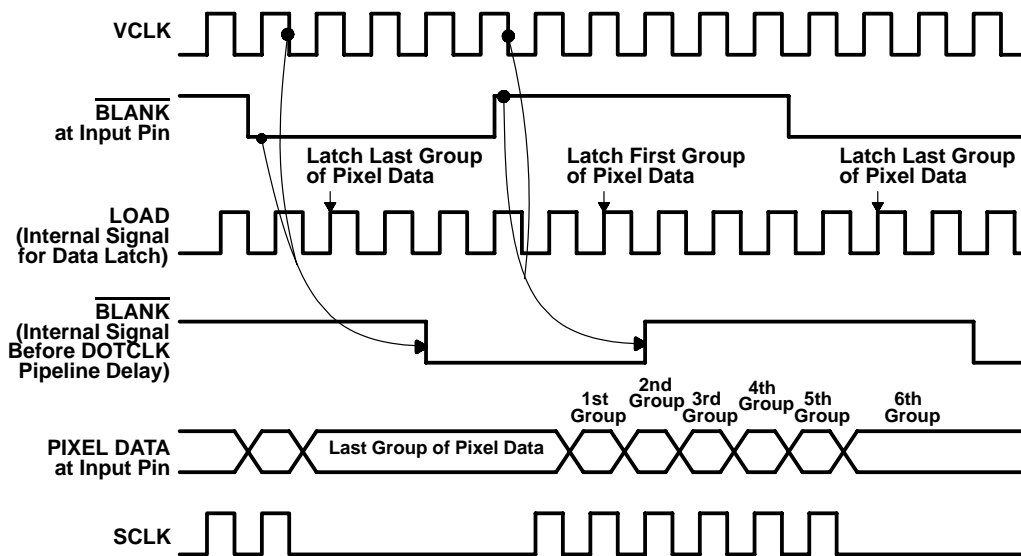 VCLK
BLANK
at Input Pin
Latch Last Group
of Pixel Data
Latch First Group
of Pixel Data
Latch Last Group
of Pixel Data
LOAD
(Internal Signal
for Data Latch)
BLANK
(Internal Signal
Before DOTCLK
Pipeline Delay)
1st
Group
2nd
Group
3rd
Group
4th
Group
5th
Group
6th
Group
PIXEL DATA
at Input Pin
Last Group of Pixel Data
SCLK